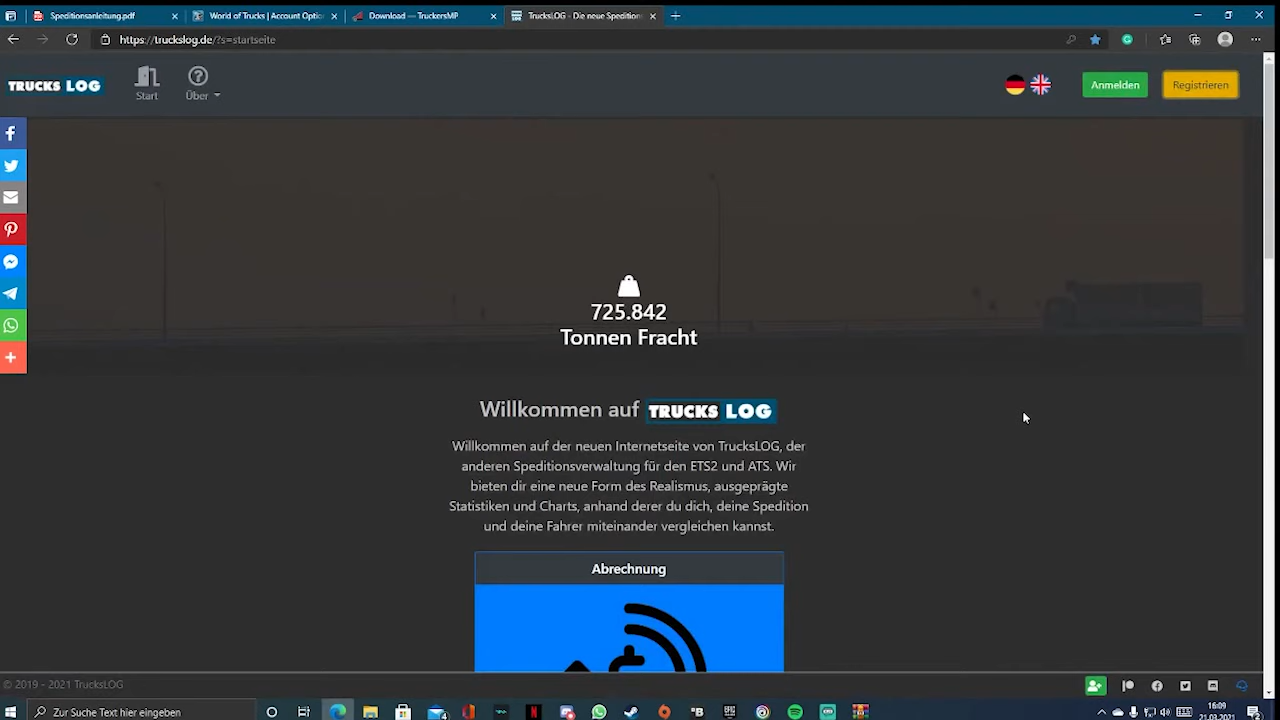 Speditionsanleitung.pdf
World of Trucks | Account Optio
Download — TruckersMP
TrucksLOG - Die neue Spedition
https://truckslog.de/?s=startseite
TRUCKS LOG
Start
Über
Anmelden
Registrieren
725.842
Tonnen Fracht
Willkommen auf TRUCKS LOG
Willkommen auf der neuen Internetseite von TrucksLOG, der
anderen Speditionsverwaltung für den ETS2 und ATS. Wir
bieten dir eine neue Form des Realismus, ausgeprägte
Statistiken und Charts, anhand derer du dich, deine Spedition
und deine Fahrer miteinander vergleichen kannst.
Abrechnung
© 2019 - 2021 TrucksLOG
Zur Suche Text hier eingeben
16:09
21.03.2021